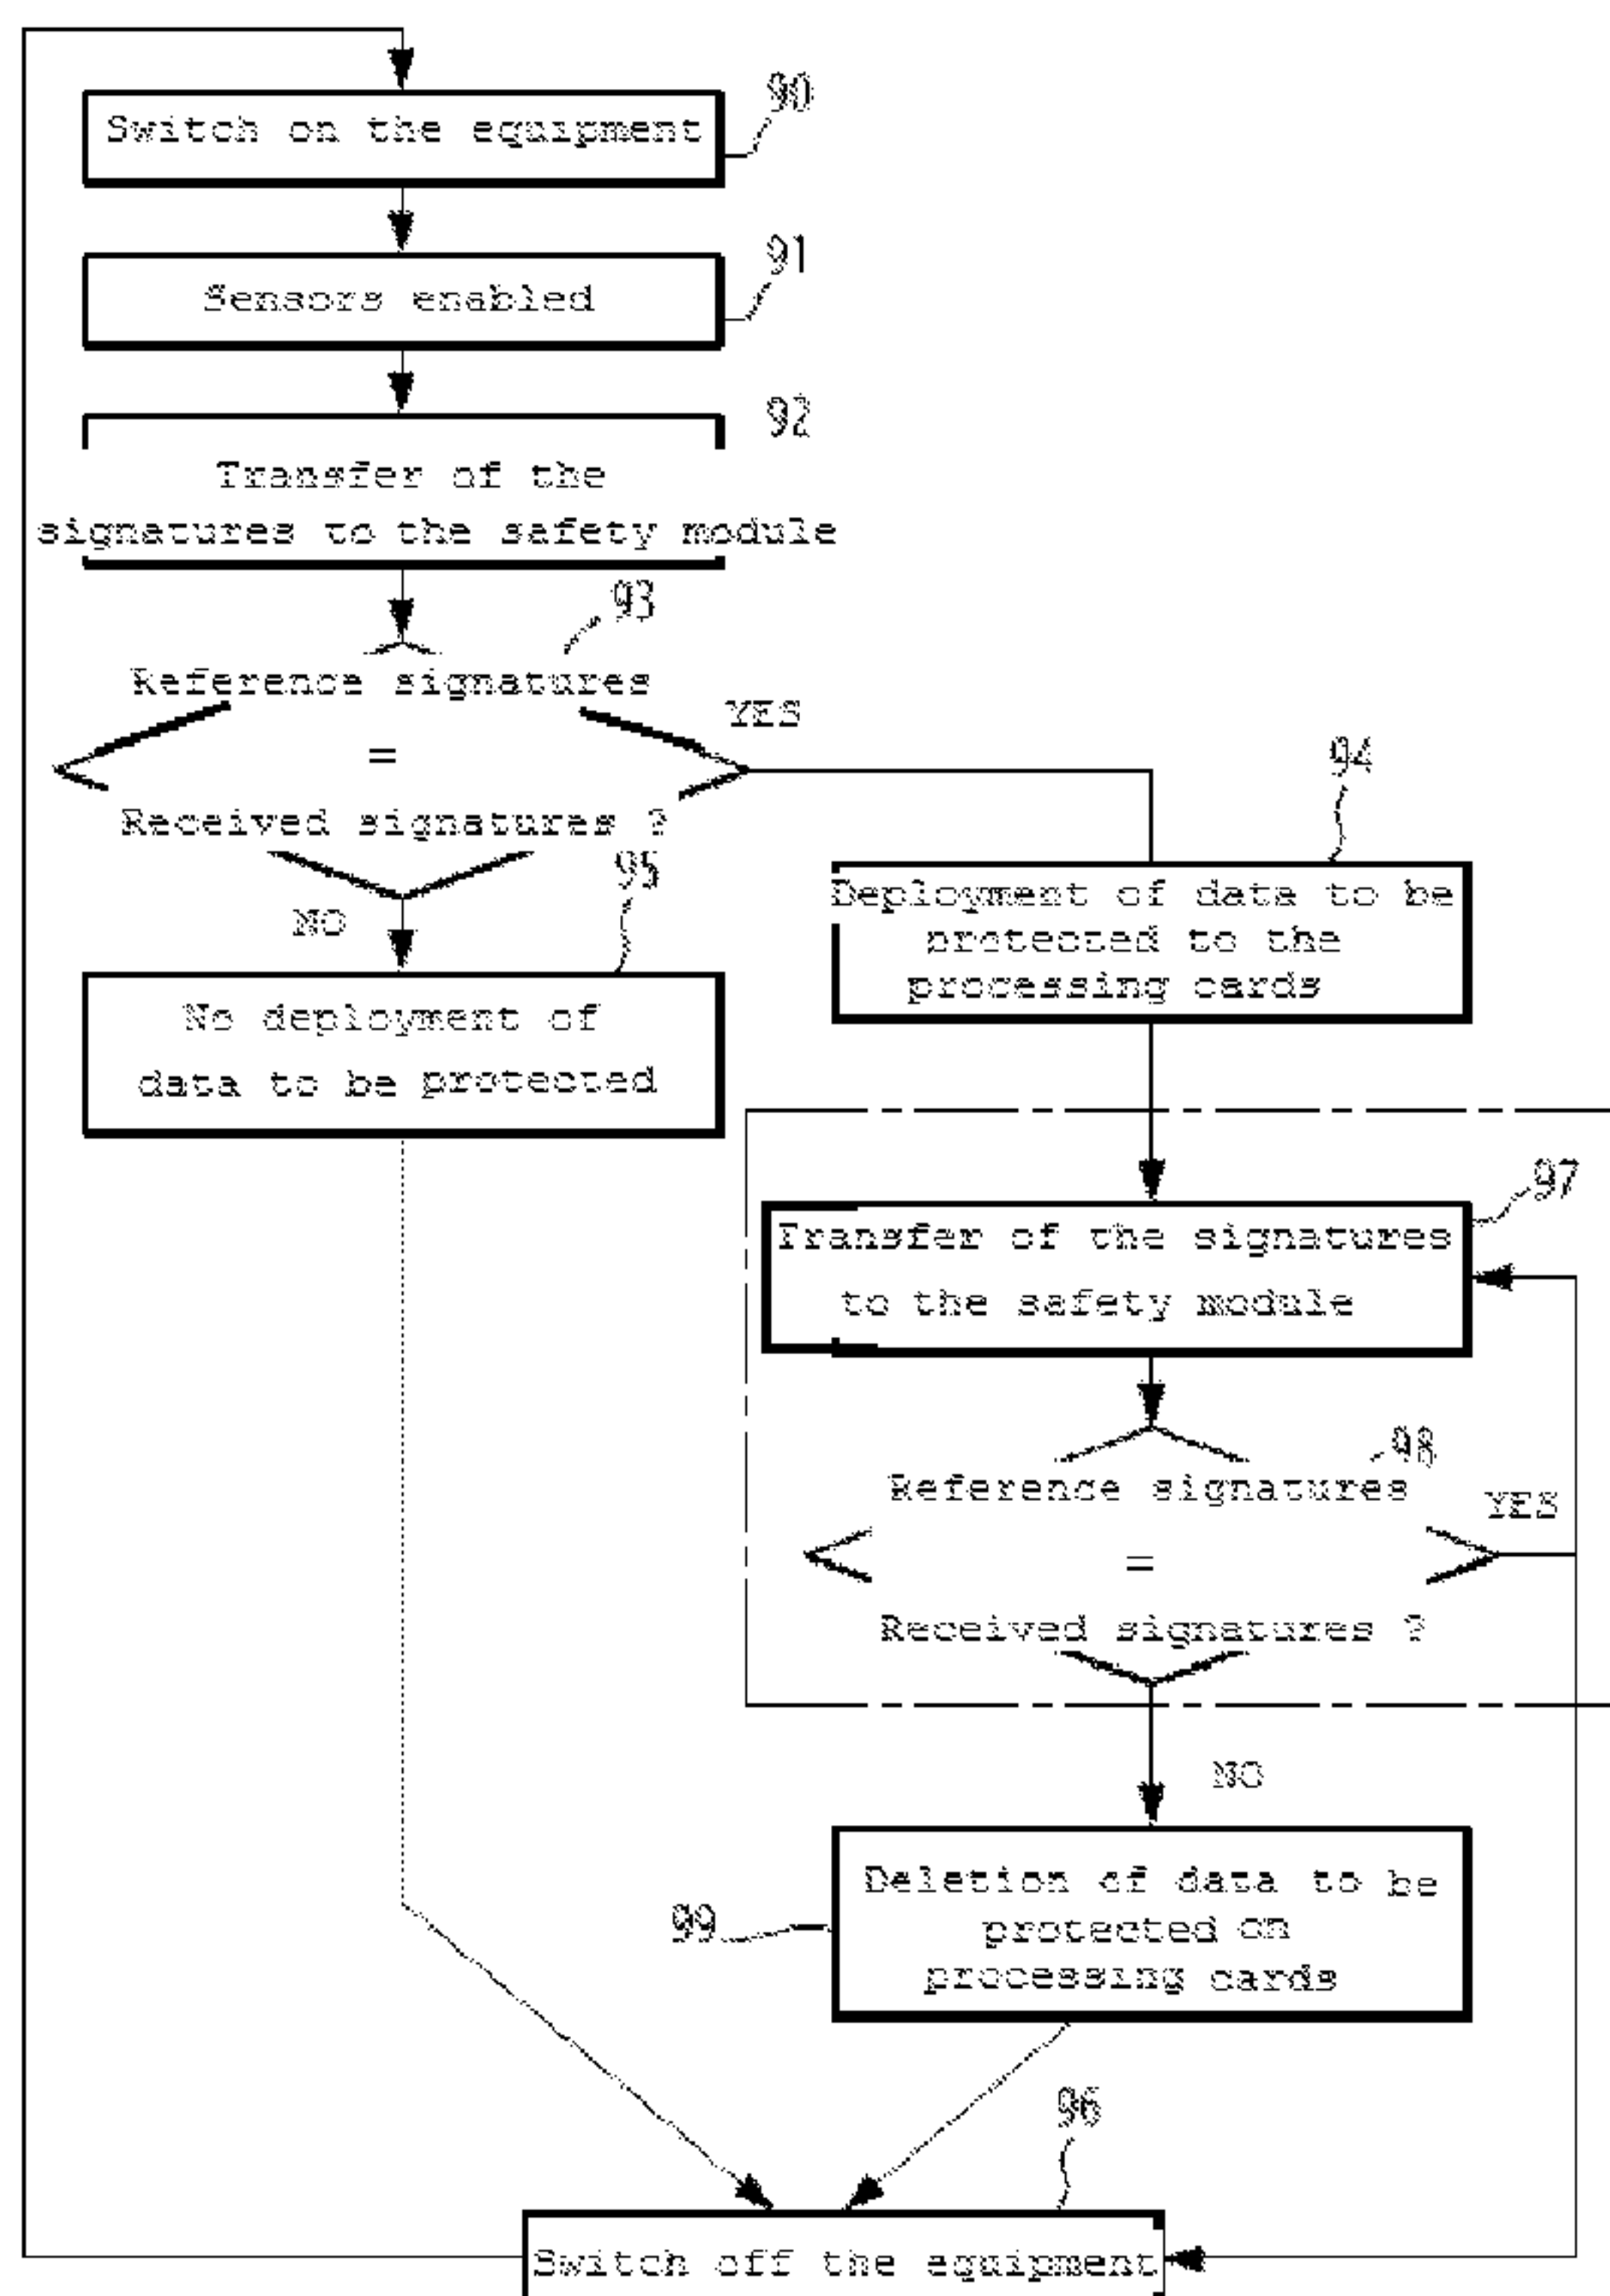 90
Switch on the equipment
91
Sensors enabled
92
Transfer of the
signatures to the safety module
93
Reference signatures
=
Received signatures ?
YES
NO
94
Deployment of data to be
protected to the
processing cards
95
No deployment of
data to be protected
97
Transfer of the signatures
to the safety module
98
Reference signatures
=
Received signatures ?
YES
NO
99
Deletion of data to be
protected on
processing cards
96
Switch off the equipment